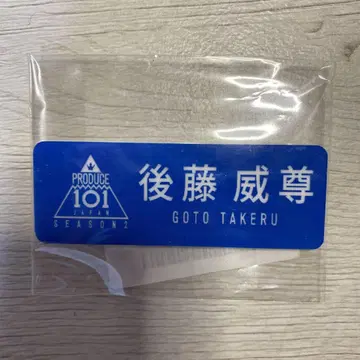 PRODUCE
101
JAPAN
SEASON2
後藤 威尊
GOTO TAKERU